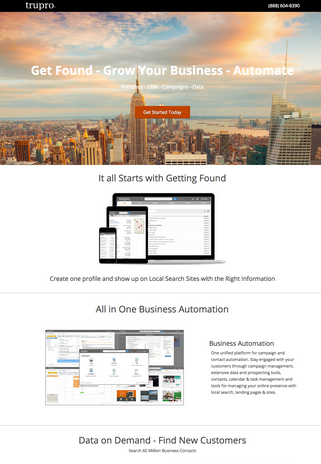 trupro
(888) 604-8390
Get Found - Grow Your Business - Automate
Presence - CRM - Campaigns - Data
Get Started Today
It all Starts with Getting Found
Create one profile and show up on Local Search Sites with the Right Information
All in One Business Automation
Business Automation
One unified platform for campaign and
contact automation. Stay engaged with your
customers through campaign management,
extensive data and prospecting tools,
contacts, calendar & task management and
tools for managing your online presence with
local search, landing pages & sites.
Data on Demand - Find New Customers
Search 60 Million Business Contacts